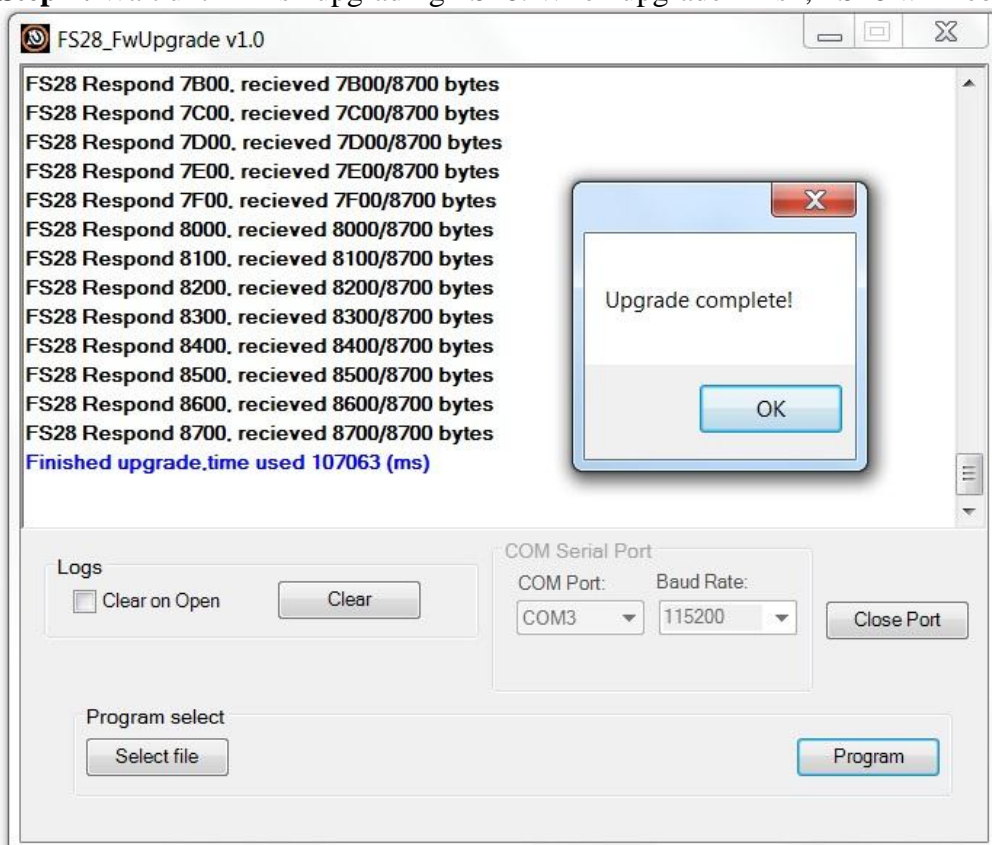 FS28_FwUpgrade v1.0
FS28 Respond 7B00, recieved 7B00/8700 bytes
FS28 Respond 7C00, recieved 7C00/8700 bytes
FS28 Respond 7D00, recieved 7D00/8700 bytes
FS28 Respond 7E00, recieved 7E00/8700 bytes
FS28 Respond 7F00, recieved 7F00/8700 bytes
FS28 Respond 8000, recieved 8000/8700 bytes
FS28 Respond 8100, recieved 8100/8700 bytes
FS28 Respond 8200, recieved 8200/8700 bytes
FS28 Respond 8300, recieved 8300/8700 bytes
FS28 Respond 8400, recieved 8400/8700 bytes
FS28 Respond 8500, recieved 8500/8700 bytes
FS28 Respond 8600, recieved 8600/8700 bytes
FS28 Respond 8700, recieved 8700/8700 bytes
Finished upgrade,time used 107063 (ms)
Upgrade complete!
OK
Logs
Clear on Open
Clear
COM Serial Port
COM Port:
Baud Rate:
COM3
115200
Close Port
Program select
Select file
Program